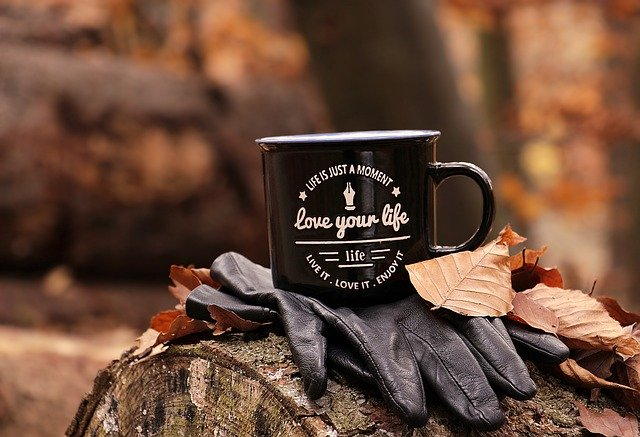 LIFE IS JUST A MOMENT
love your life
life
LIVE IT . LOVE IT . ENJOY IT